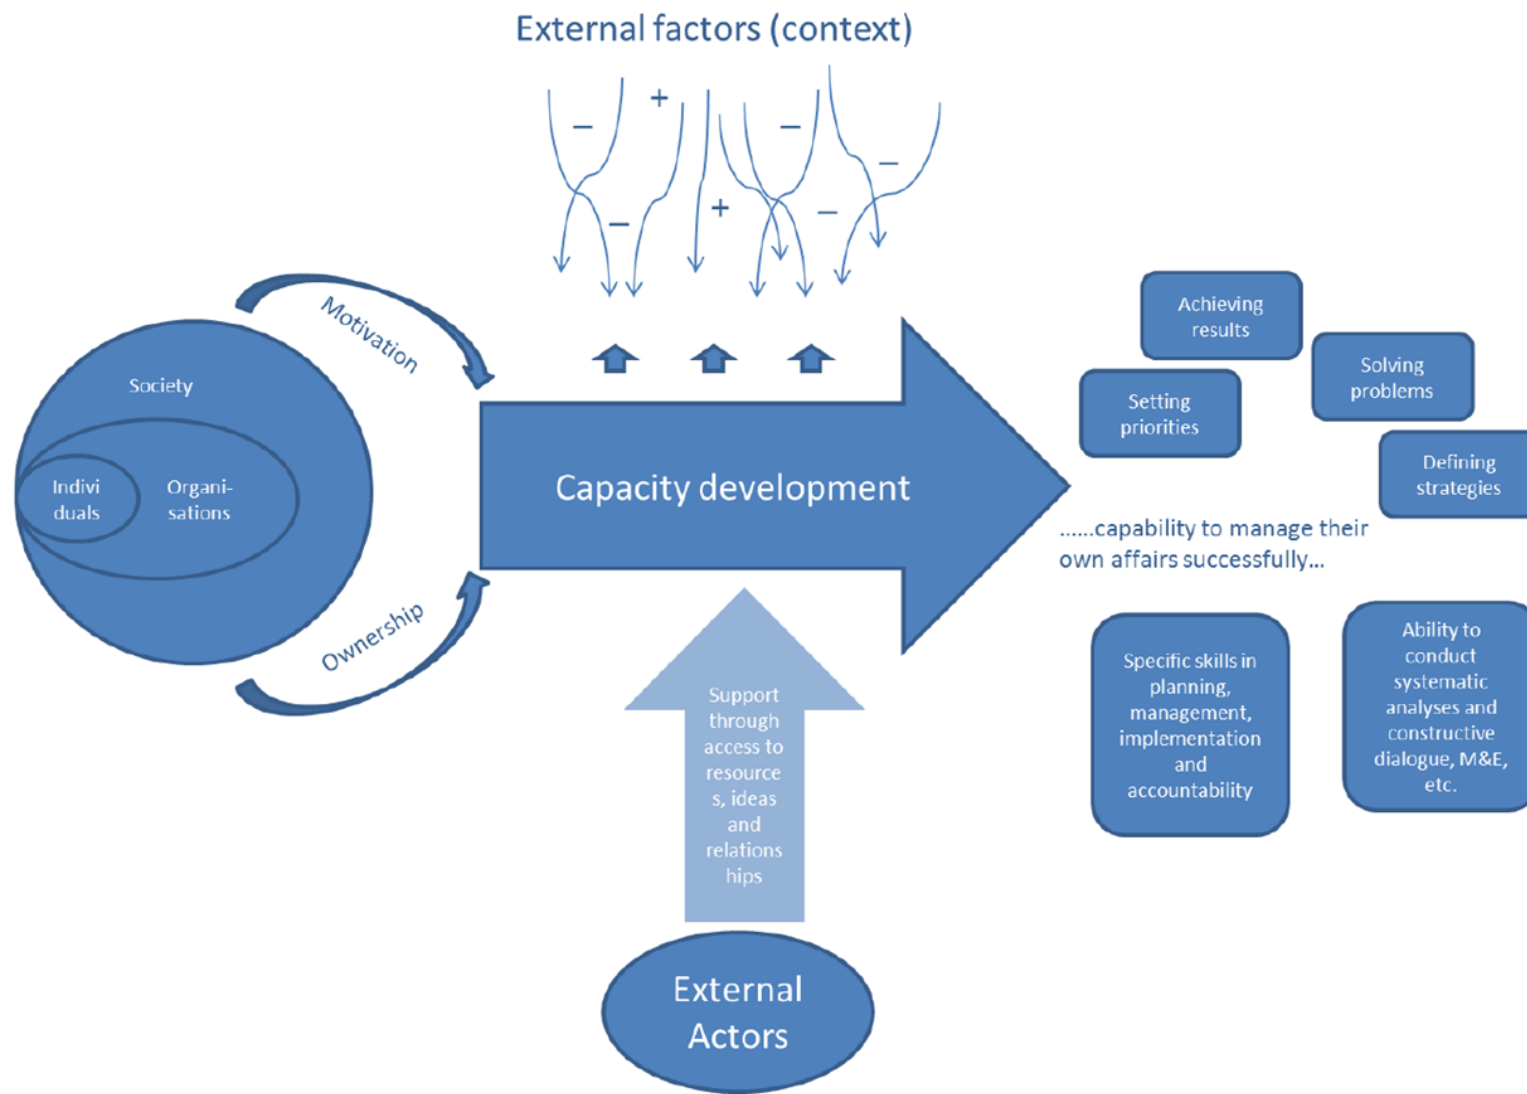 External factors (context)
+
−
−
−
−
+
−
Motivation
Society
Indivi
duals
Organi-
sations
Ownership
Capacity development
Achieving
results
Solving
problems
Setting
priorities
Defining
strategies
......capability to manage their
own affairs successfully...
Specific skills in
planning,
management,
implementation
and
accountability
Ability to
conduct
systematic
analyses and
constructive
dialogue, M&E,
etc.
Support
through
access to
resource
s, ideas
and
relations
hips
External
Actors